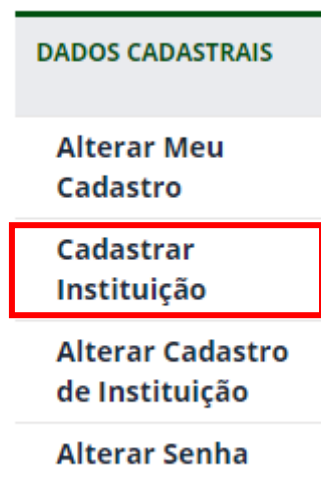 DADOS CADASTRAIS
Alterar Meu
Cadastro
Cadastrar
Instituição
Alterar Cadastro
de Instituição
Alterar Senha